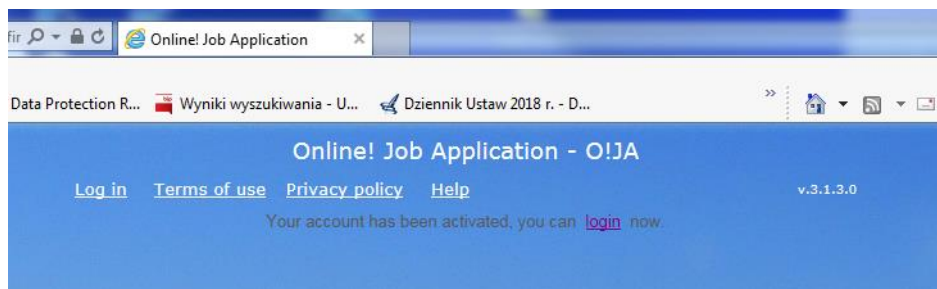 fir
Online! Job Application
Data Protection R... Wyniki wyszukiwania - U... Dziennik Ustaw 2018 r. - D... »
Online! Job Application - O!JA
Log in Terms of use Privacy policy Help v.3.1.3.0
Your account has been activated, you can login now.